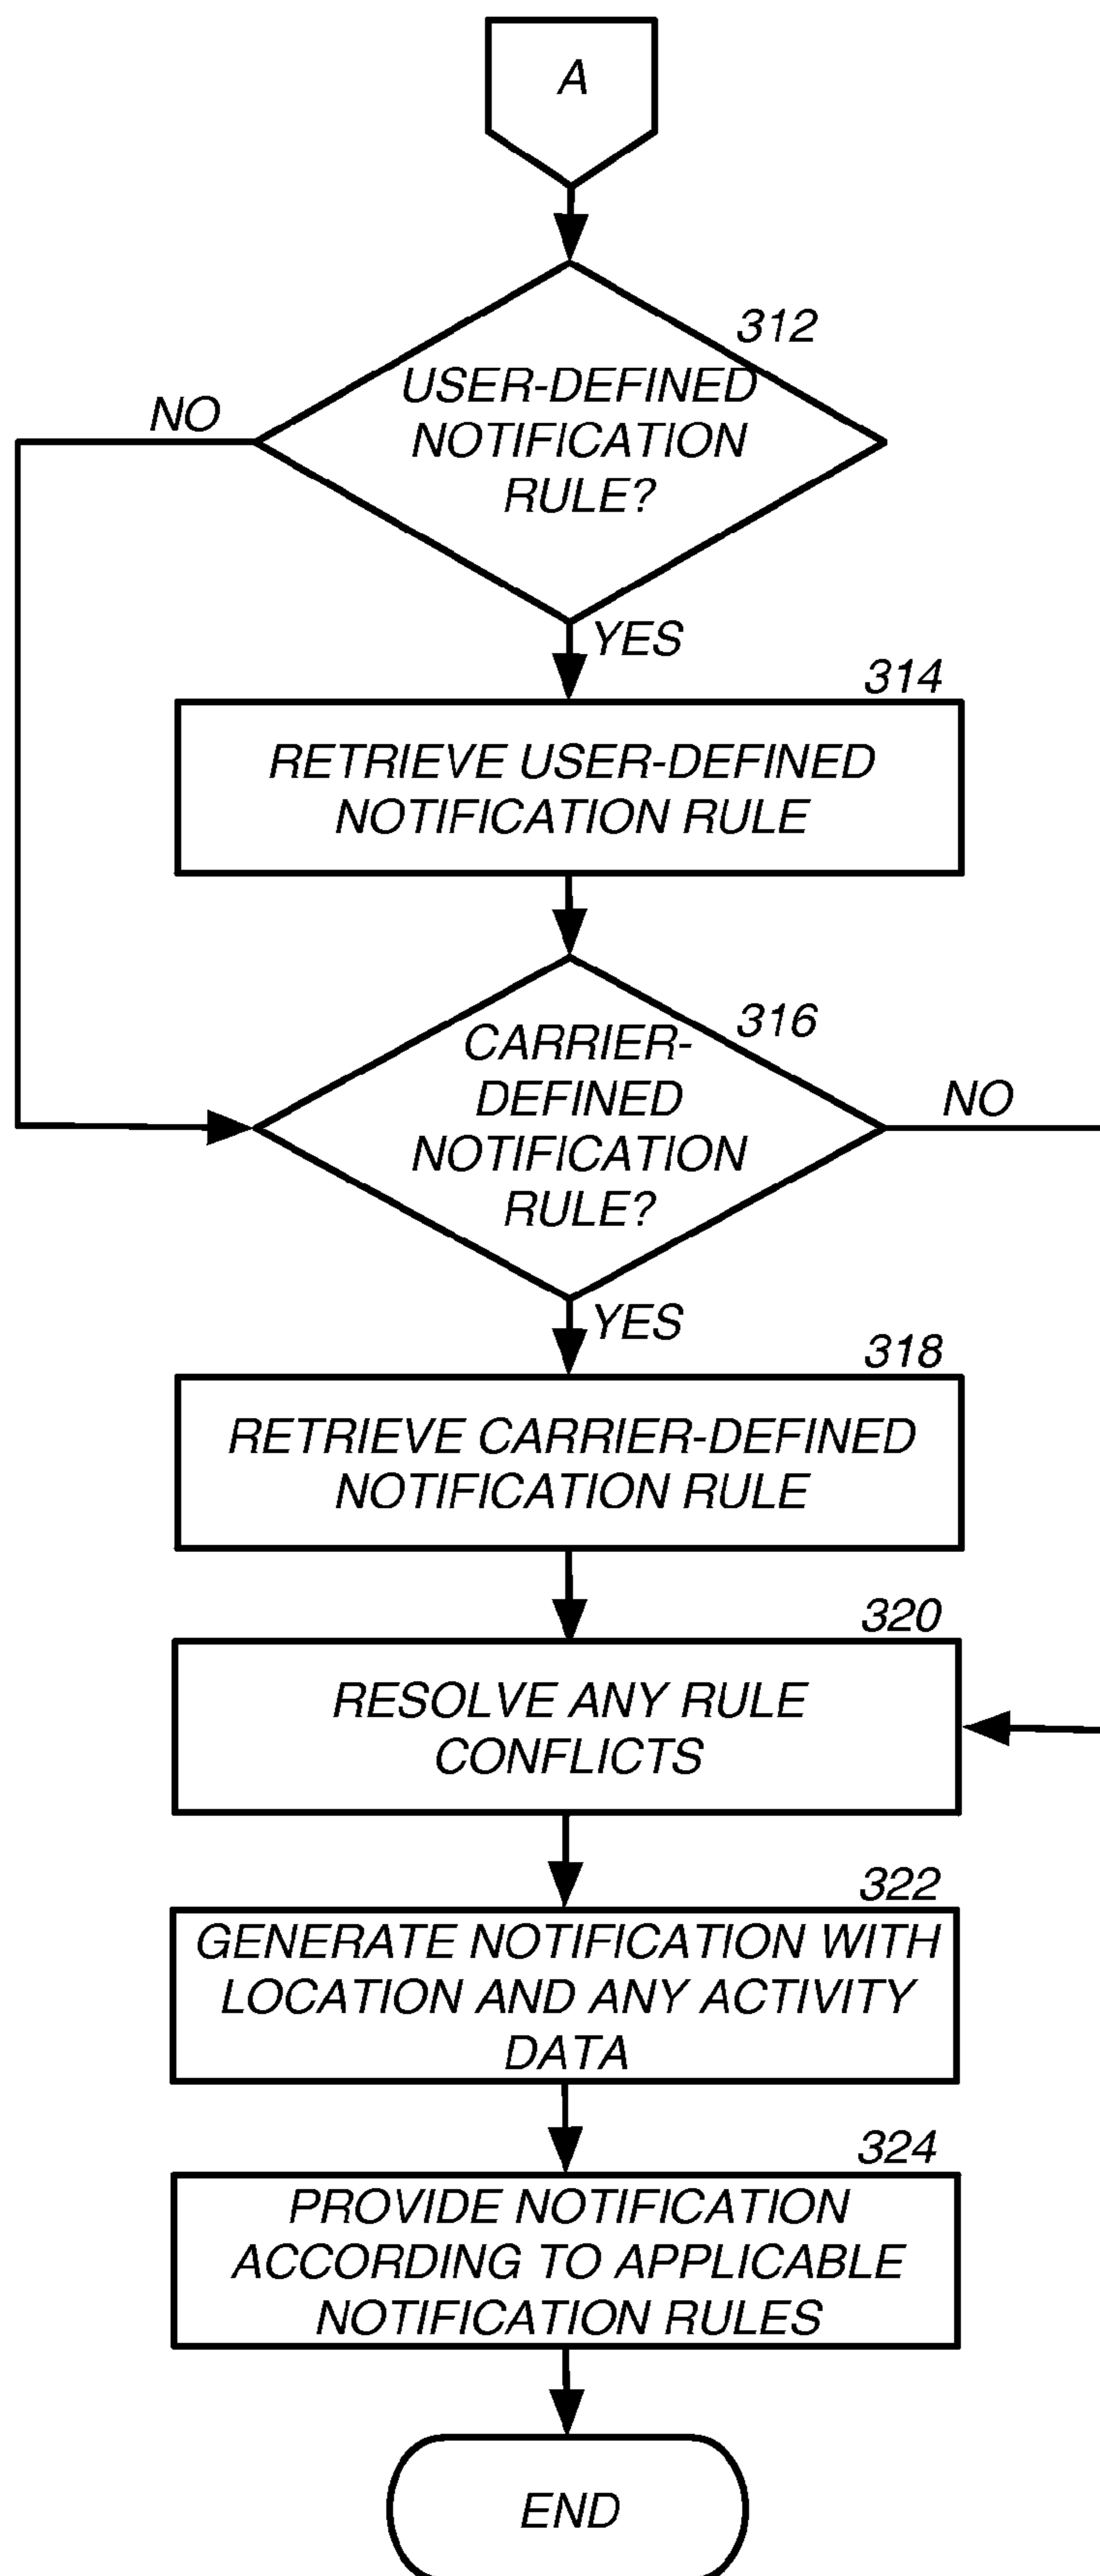 A
312
USER-DEFINED
NOTIFICATION
RULE?
NO
YES
314
RETRIEVE USER-DEFINED
NOTIFICATION RULE
316
CARRIER-
DEFINED
NOTIFICATION
RULE?
NO
YES
318
RETRIEVE CARRIER-DEFINED
NOTIFICATION RULE
320
RESOLVE ANY RULE
CONFLICTS
322
GENERATE NOTIFICATION WITH
LOCATION AND ANY ACTIVITY
DATA
324
PROVIDE NOTIFICATION
ACCORDING TO APPLICABLE
NOTIFICATION RULES
END